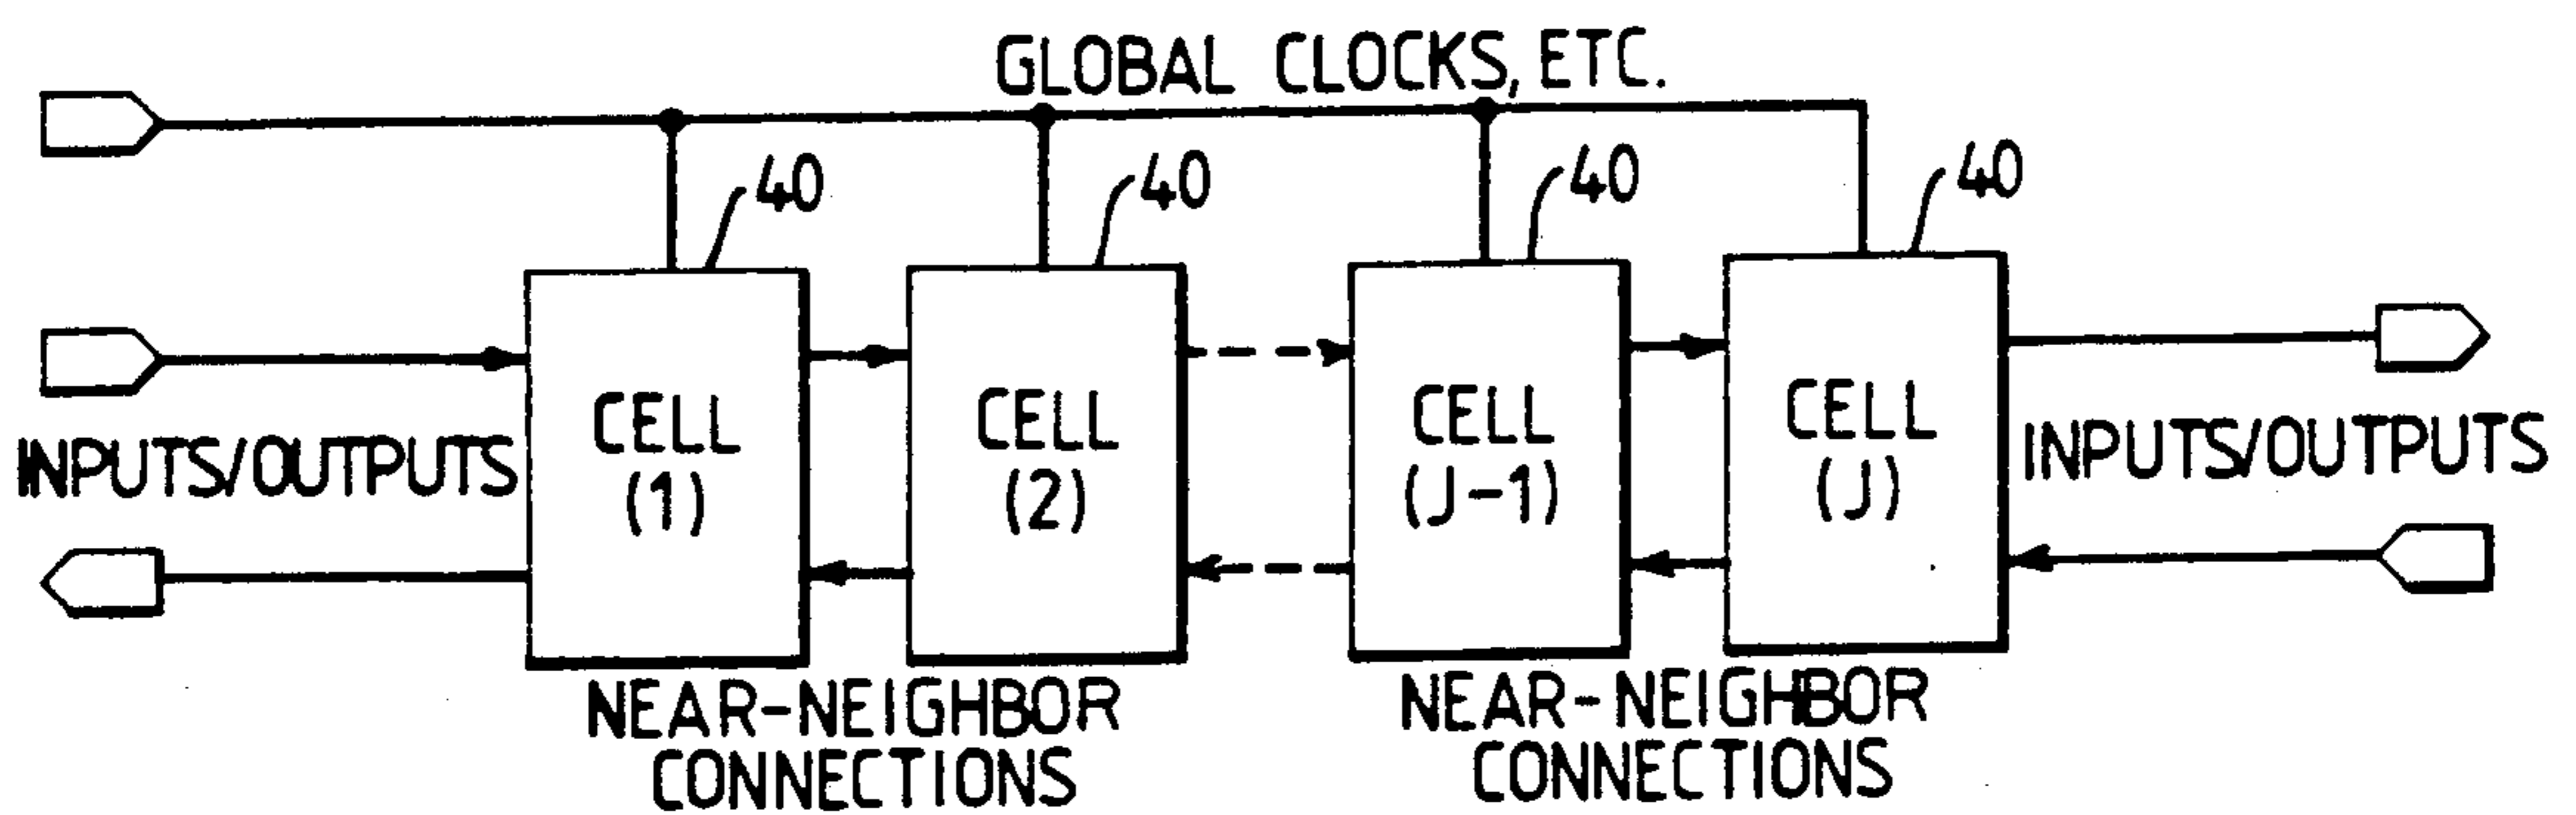 GLOBAL CLOCKS, ETC.
40
40
40
40
CELL
(1)
CELL
(2)
CELL
(J-1)
CELL
(J)
INPUTS/OUTPUTS
INPUTS/OUTPUTS
NEAR-NEIGHBOR
CONNECTIONS
NEAR-NEIGHBOR
CONNECTIONS